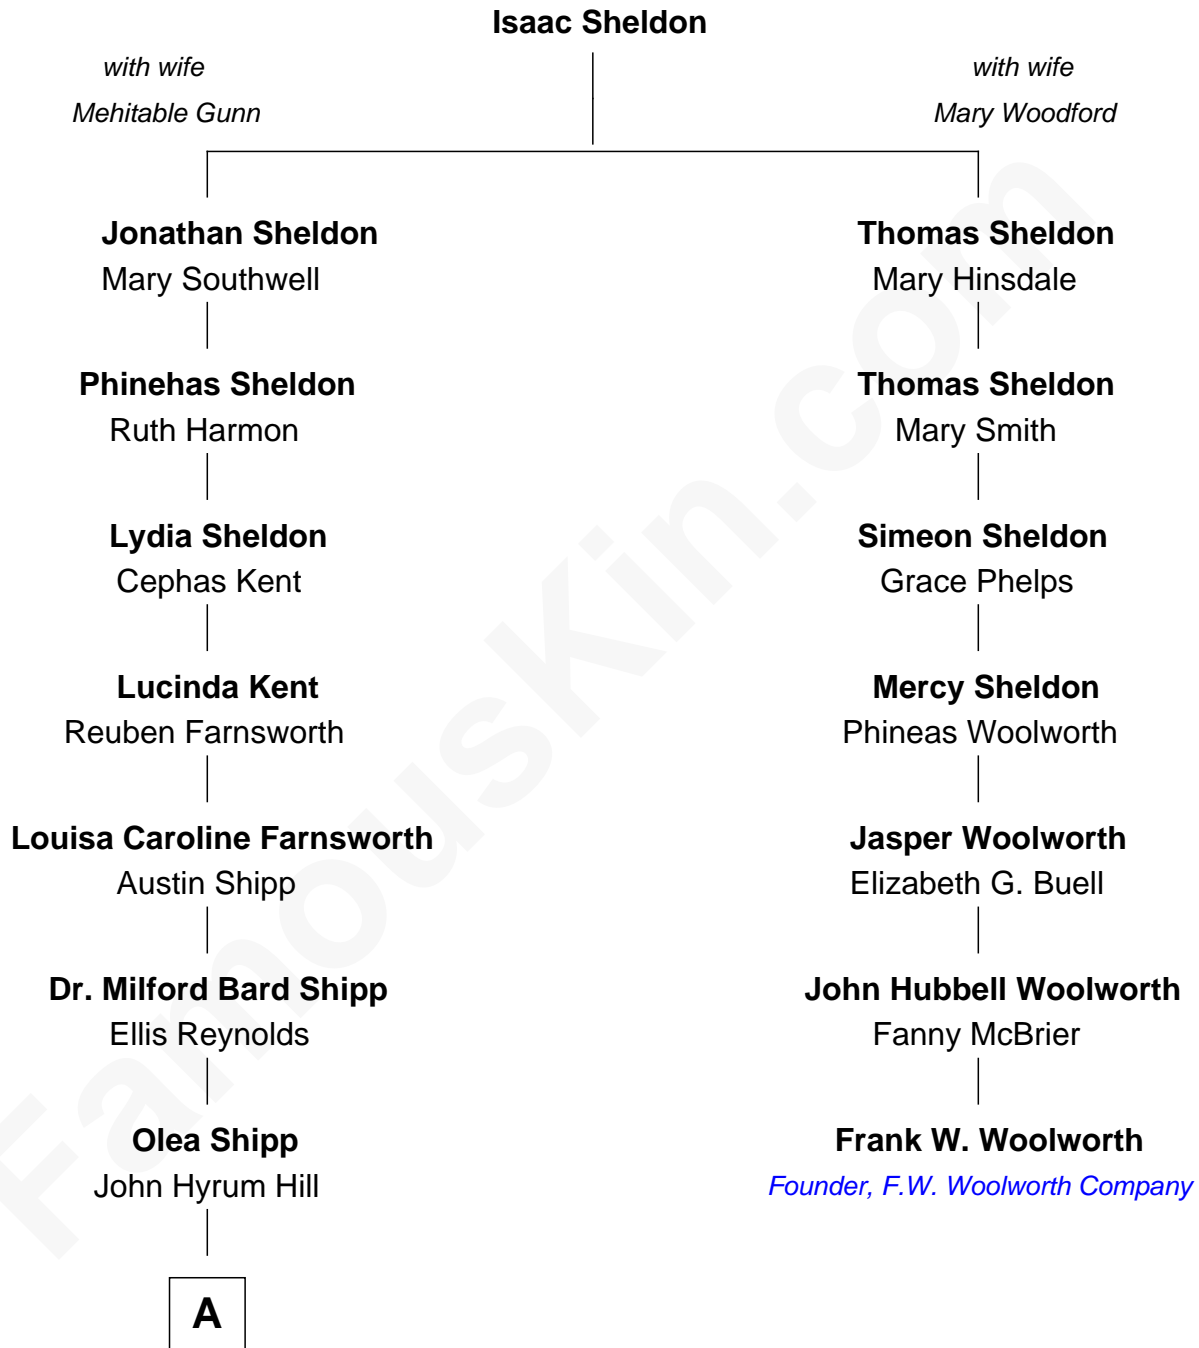 Isaac Sheldon
with wife
Mehitable Gunn
with wife
Mary Woodford
Jonathan Sheldon
Mary Southwell
Thomas Sheldon
Mary Hinsdale
Phinehas Sheldon
Ruth Harmon
Thomas Sheldon
Mary Smith
Lydia Sheldon
Cephas Kent
Simeon Sheldon
Grace Phelps
Lucinda Kent
Reuben Farnsworth
Mercy Sheldon
Phineas Woolworth
Louisa Caroline Farnsworth
Austin Shipp
Jasper Woolworth
Elizabeth G. Buell
Dr. Milford Bard Shipp
Ellis Reynolds
John Hubbell Woolworth
Fanny McBrier
Olea Shipp
John Hyrum Hill
Frank W. Woolworth
Founder, F.W. Woolworth Company
A
FamousKin.com